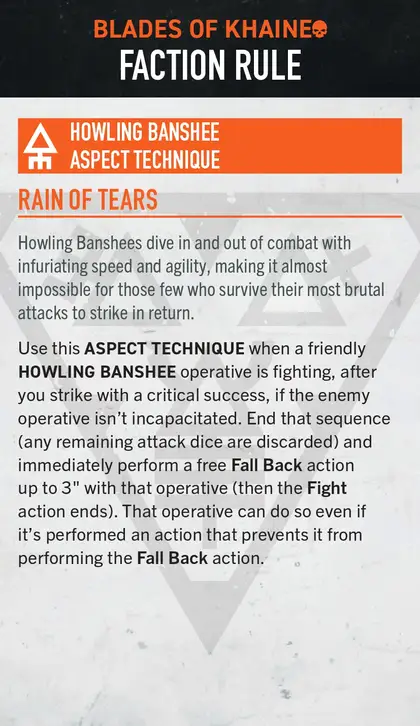 BLADES OF KHAINE
FACTION RULE
HOWLING BANSHEE
ASPECT TECHNIQUE
RAIN OF TEARS
Howling Banshees dive in and out of combat with
infuriating speed and agility, making it almost
impossible for those few who survive their most brutal
attacks to strike in return.
Use this ASPECT TECHNIQUE when a friendly
HOWLING BANSHEE operative is fighting, after
you strike with a critical success, if the enemy
operative isn’t incapacitated. End that sequence
(any remaining attack dice are discarded) and
immediately perform a free Fall Back action
up to 3" with that operative (then the Fight
action ends). That operative can do so even if
it’s performed an action that prevents it from
performing the Fall Back action.